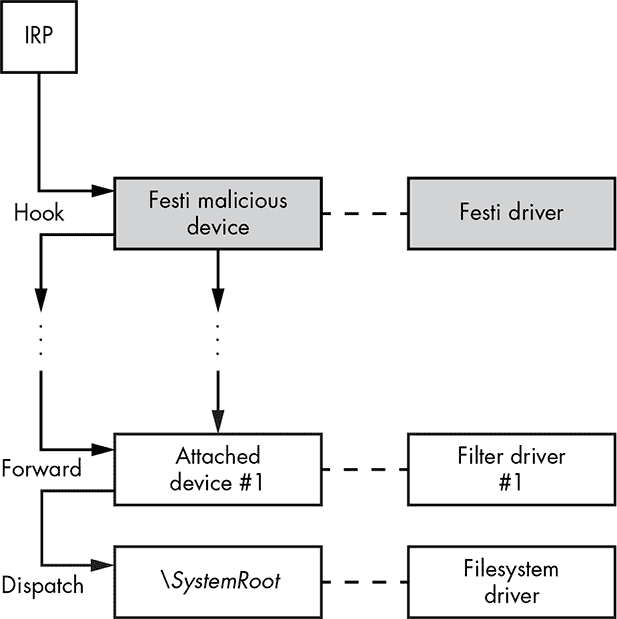 IRP
Hook
Festi malicious
device
Festi driver
Forward
Attached
device #1
Filter driver
#1
Dispatch
\SystemRoot
Filesystem
driver